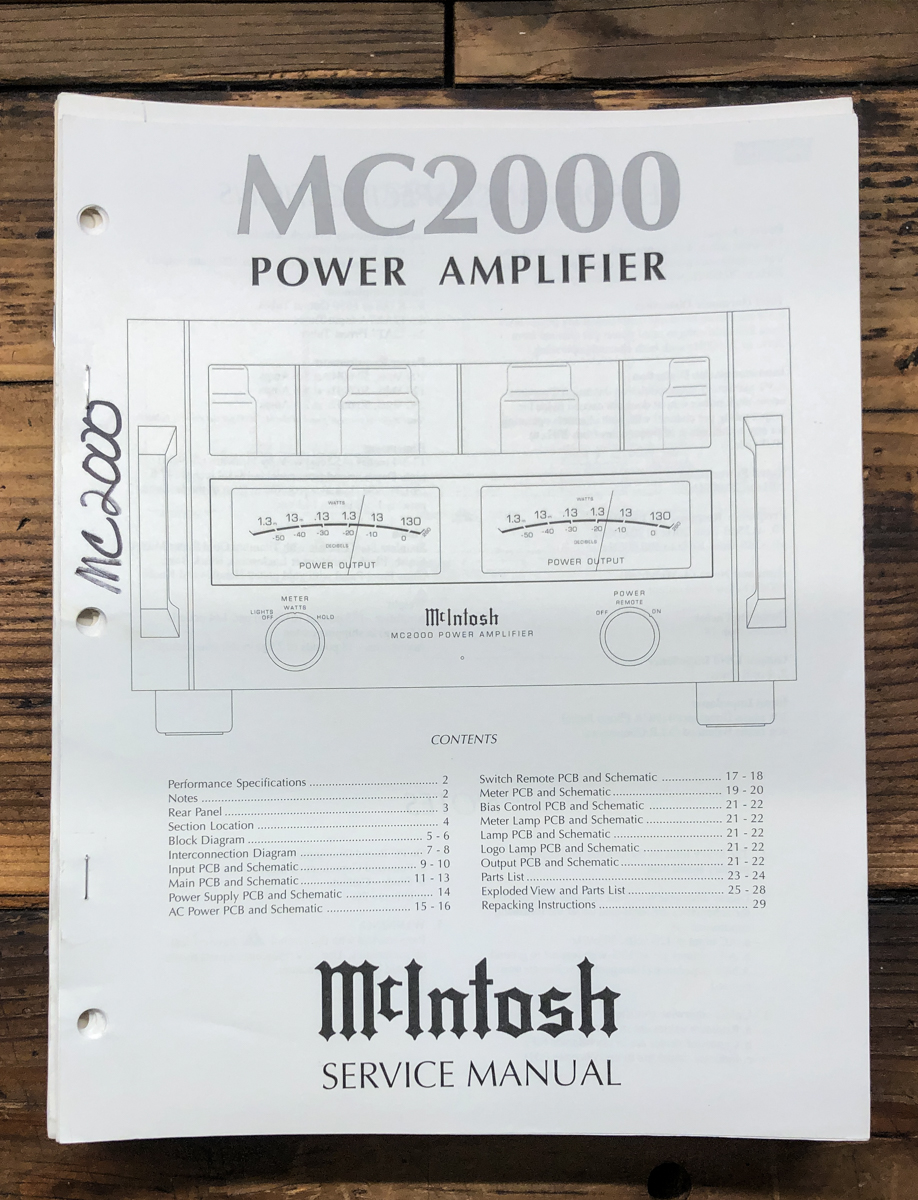 MC2000
POWER AMPLIFIER
MC2000
WATTS
1.3m 13m .13 1.3 13 130
-50 -40 -30 -20 -10 0
DECIBELS
POWER OUTPUT
WATTS
1.3m 13m .13 1.3 13 130
-50 -40 -30 -20 -10 0
DECIBELS
POWER OUTPUT
METER
WATTS
LIGHTS OFF
HOLD
McIntosh
MC2000 POWER AMPLIFIER
POWER
REMOTE
OFF
ON
CONTENTS
Performance Specifications ........................................ 2
Notes ........................................ 2
Rear Panel ........................................ 3
Section Location ........................................ 4
Block Diagram ........................................ 5 - 6
Interconnection Diagram ........................................ 7 - 8
Input PCB and Schematic ........................................ 9 - 10
Main PCB and Schematic ........................................ 11 - 13
Power Supply PCB and Schematic ............................ 14
AC Power PCB and Schematic ............................ 15 - 16
Switch Remote PCB and Schematic .................. 17 - 18
Meter PCB and Schematic .................................. 19 - 20
Bias Control PCB and Schematic ...................... 21 - 22
Meter Lamp PCB and Schematic ........................ 21 - 22
Lamp PCB and Schematic .................................. 21 - 22
Logo Lamp PCB and Schematic .......................... 21 - 22
Output PCB and Schematic ................................ 21 - 22
Parts List ........................................ 23 - 24
Exploded View and Parts List .............................. 25 - 28
Repacking Instructions ........................................ 29
McIntosh
SERVICE MANUAL